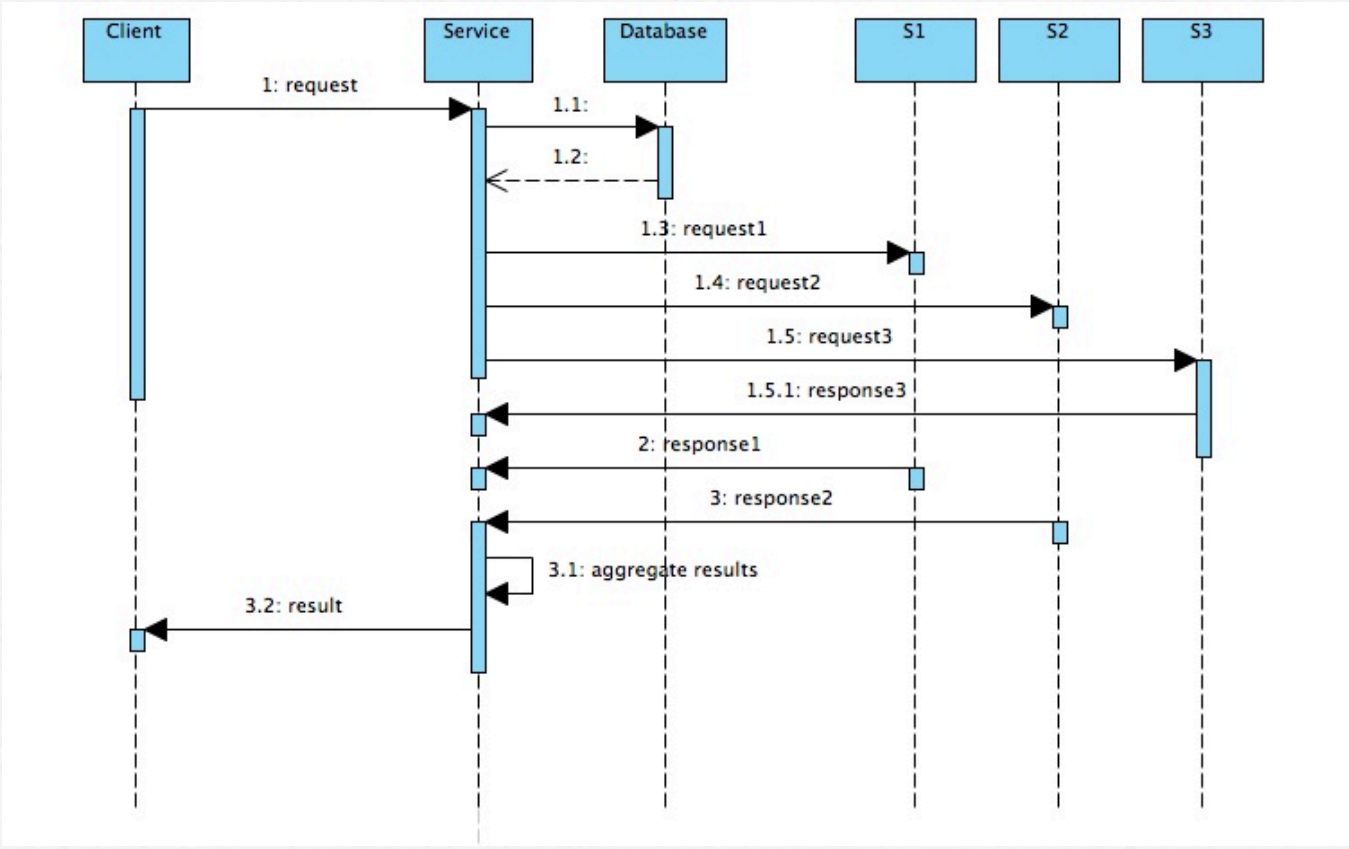 Client
Service
Database
S1
S2
S3
1: request
1.1:
1.2:
1.3: request1
1.4: request2
1.5: request3
1.5.1: response3
2: response1
3: response2
3.1: aggregate results
3.2: result